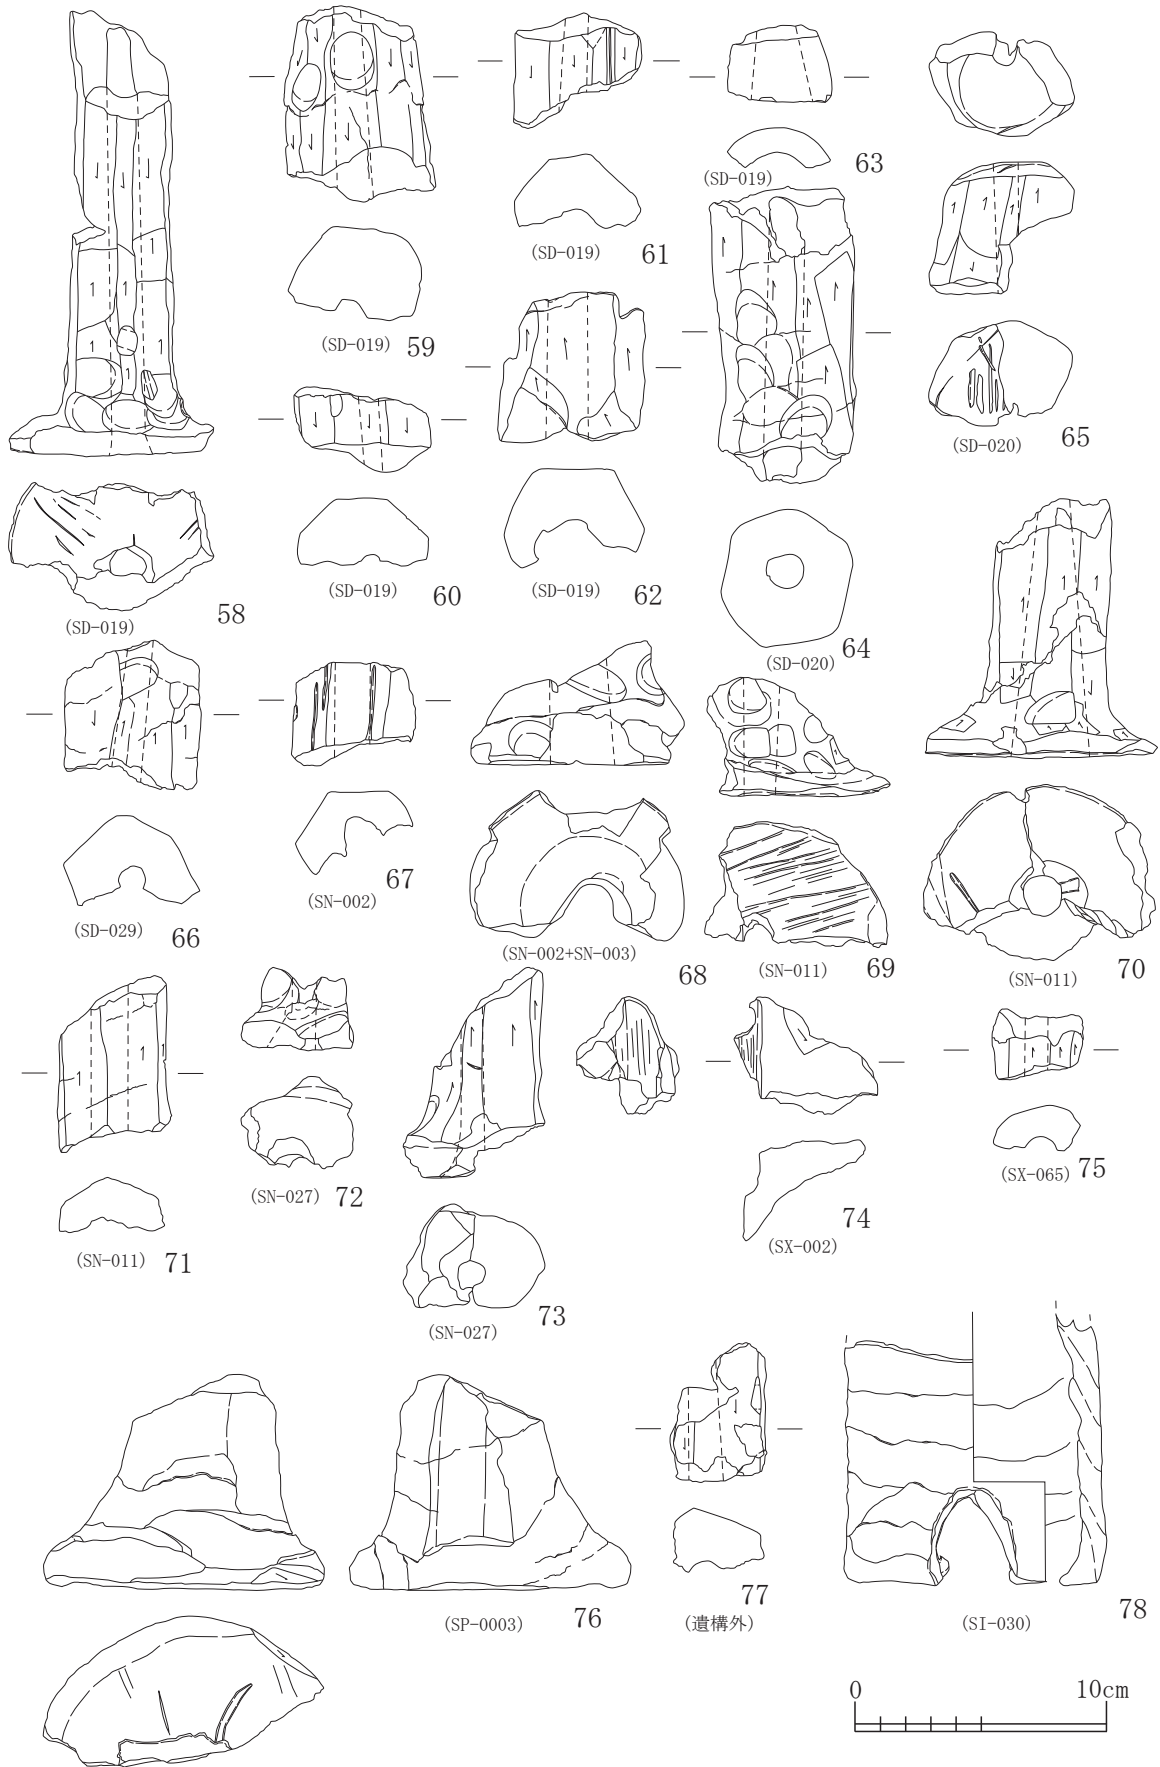 (SD-019) 58
(SD-019) 59
(SD-019) 60
(SD-019) 61
(SD-019) 62
(SD-019) 63
(SD-020) 64
(SD-020) 65
(SD-029) 66
(SN-002) 67
(SN-002+SN-003) 68
(SN-011) 69
(SN-011) 70
(SN-011) 71
(SN-027) 72
(SN-027) 73
(SX-002) 74
(SX-065) 75
(SP-0003) 76
(遺構外) 77
(SI-030) 78
0 10cm